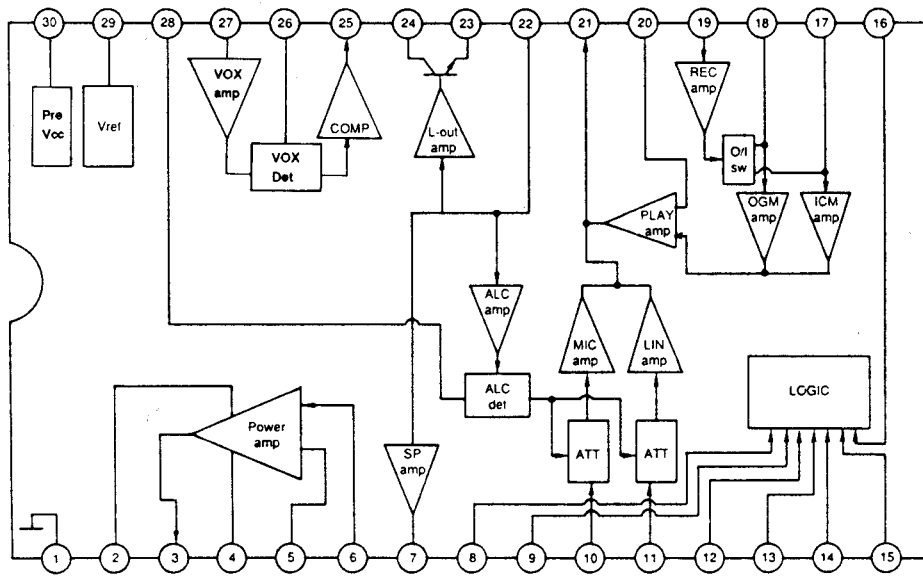 30 29 28 27 26 25 24 23 22 21 20 19 18 17 16
Pre
Vcc
Vref
VOX
amp
VOX
Det
COMP
L-out
amp
REC
amp
O/I
sw
PLAY
amp
OGM
amp
ICM
amp
ALC
amp
ALC
det
MIC
amp
LIN
amp
LOGIC
Power
amp
SP
amp
ATT
ATT
1 2 3 4 5 6 7 8 9 10 11 12 13 14 15